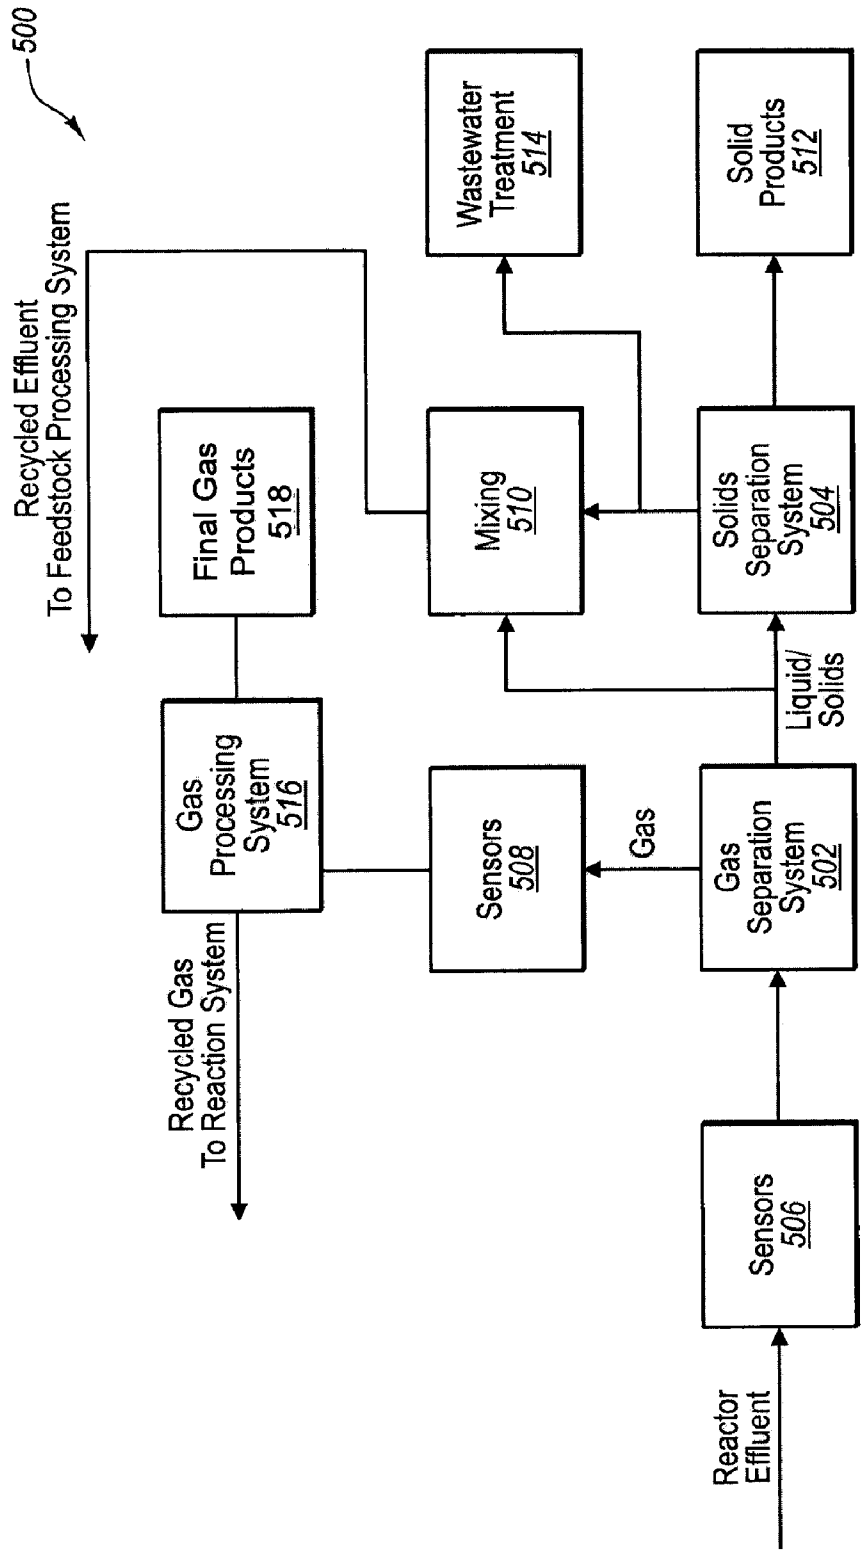 500
Recycled Effluent
To Feedstock Processing System
Recycled Gas
To Reaction System
Gas
Processing
System
516
Final Gas
Products
518
Sensors
508
Mixing
510
Wastewater
Treatment
514
Gas
Liquid/
Solids
Reactor
Effluent
Sensors
506
Gas
Separation
System
502
Solids
Separation
System
504
Solid
Products
512